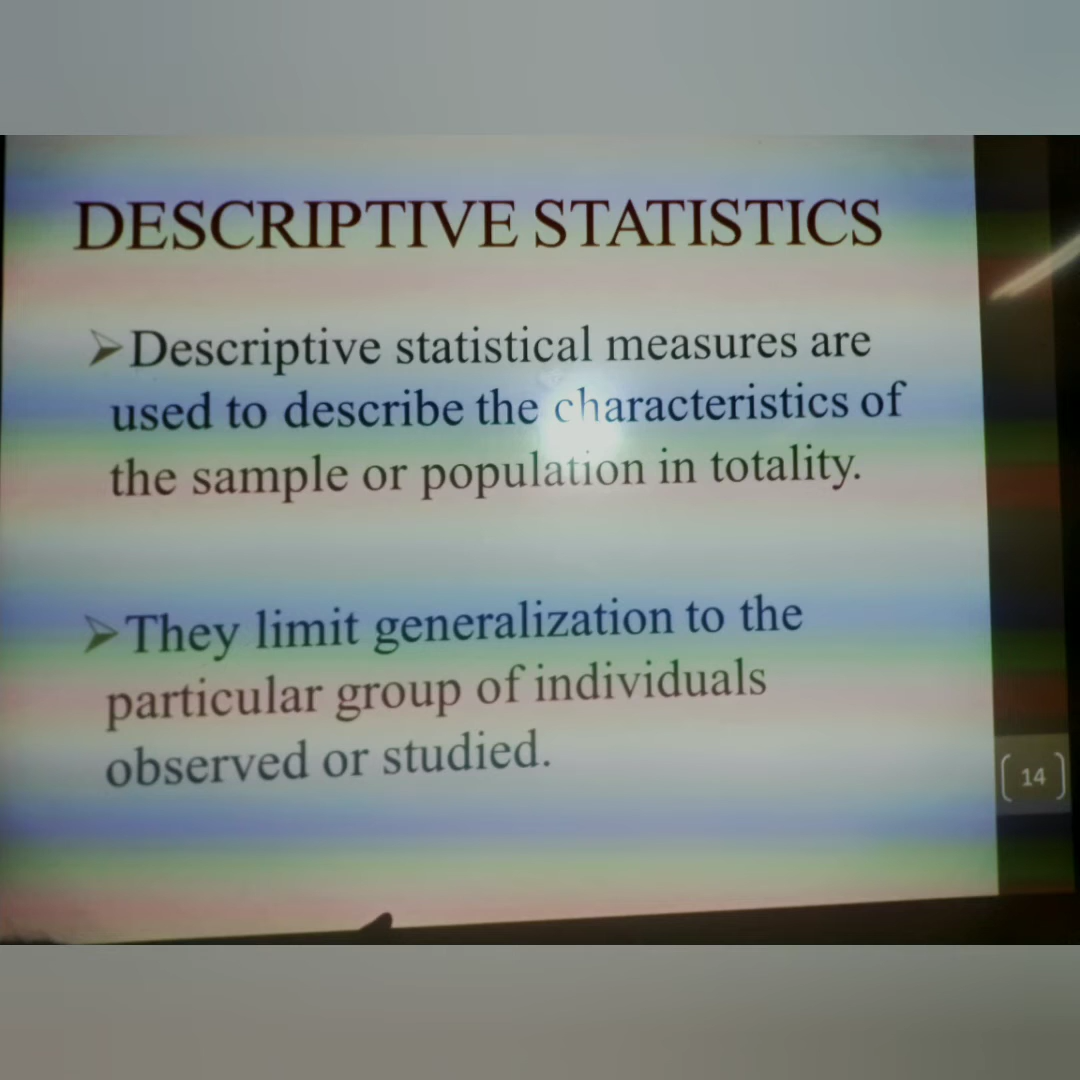 DESCRIPTIVE STATISTICS
➢Descriptive statistical measures are
used to describe the characteristics of
the sample or population in totality.
➢They limit generalization to the
particular group of individuals
observed or studied.
14